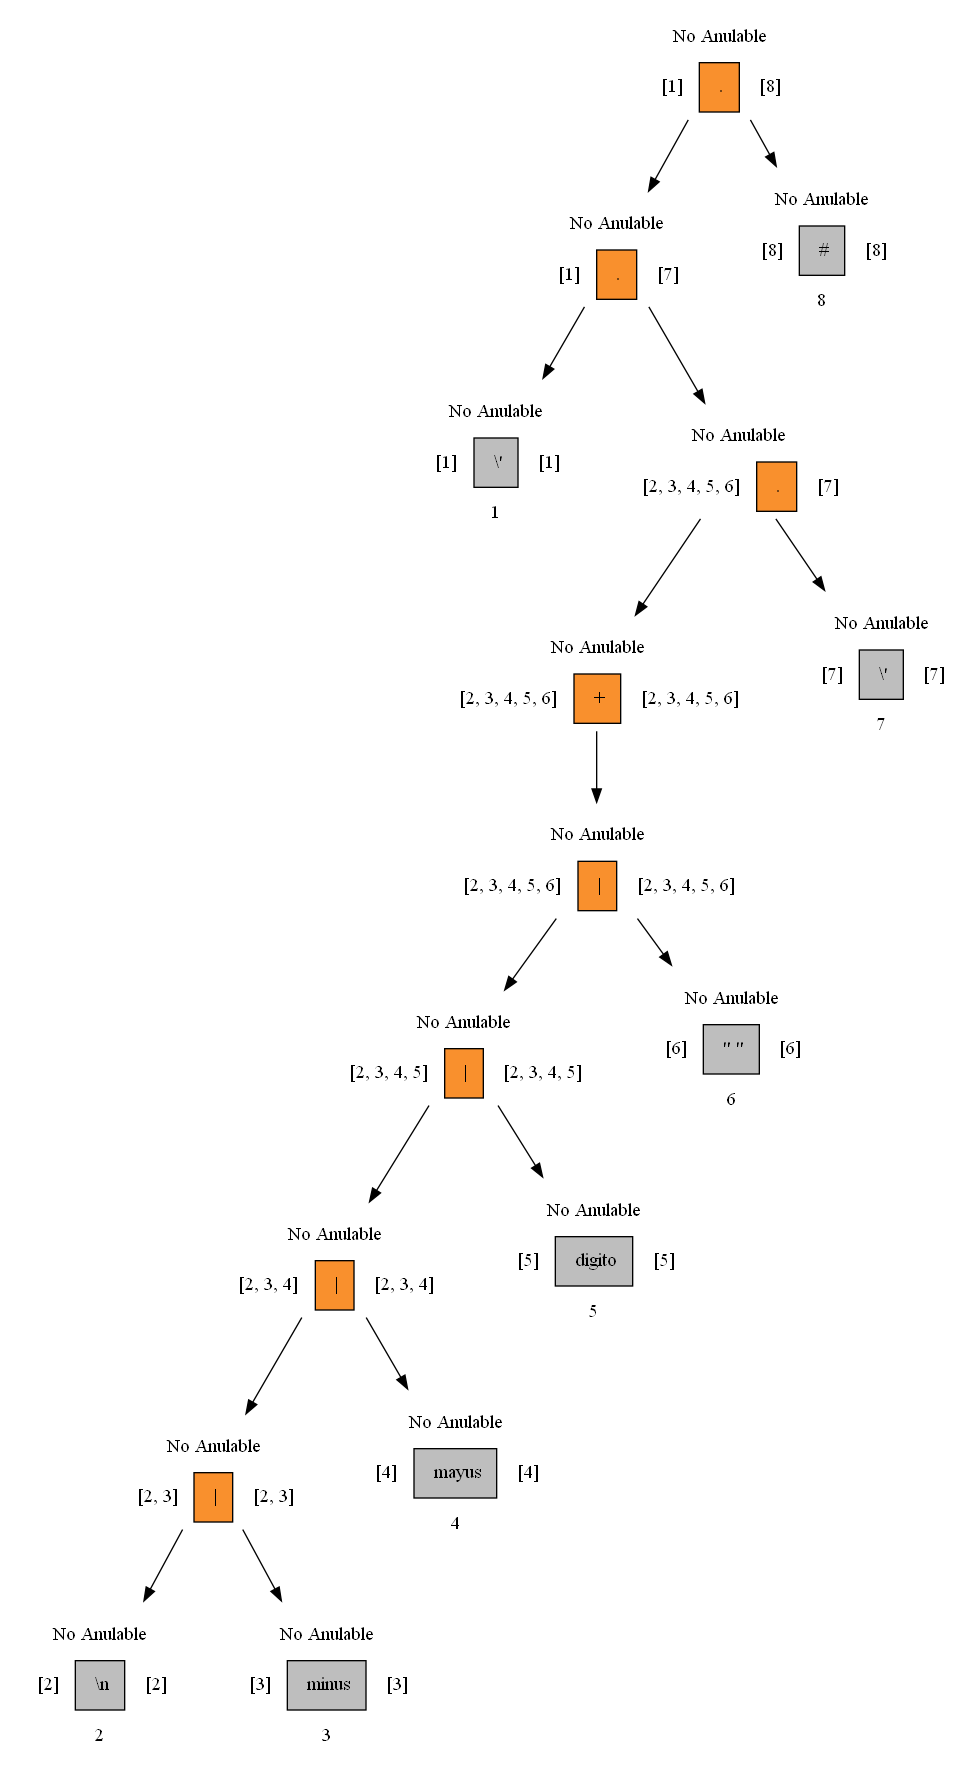 No Anulable
[1] . [8]
No Anulable
[8] # [8]
8
No Anulable
[1] . [7]
No Anulable
[1] \' [1]
1
No Anulable
[2, 3, 4, 5, 6] . [7]
No Anulable
[7] \' [7]
7
No Anulable
[2, 3, 4, 5, 6] + [2, 3, 4, 5, 6]
No Anulable
[2, 3, 4, 5, 6] | [2, 3, 4, 5, 6]
No Anulable
[6] " " [6]
6
No Anulable
[2, 3, 4, 5] | [2, 3, 4, 5]
No Anulable
[5] digito [5]
5
No Anulable
[2, 3, 4] | [2, 3, 4]
No Anulable
[4] mayus [4]
4
No Anulable
[2, 3] | [2, 3]
No Anulable
[2] \n [2]
2
No Anulable
[3] minus [3]
3